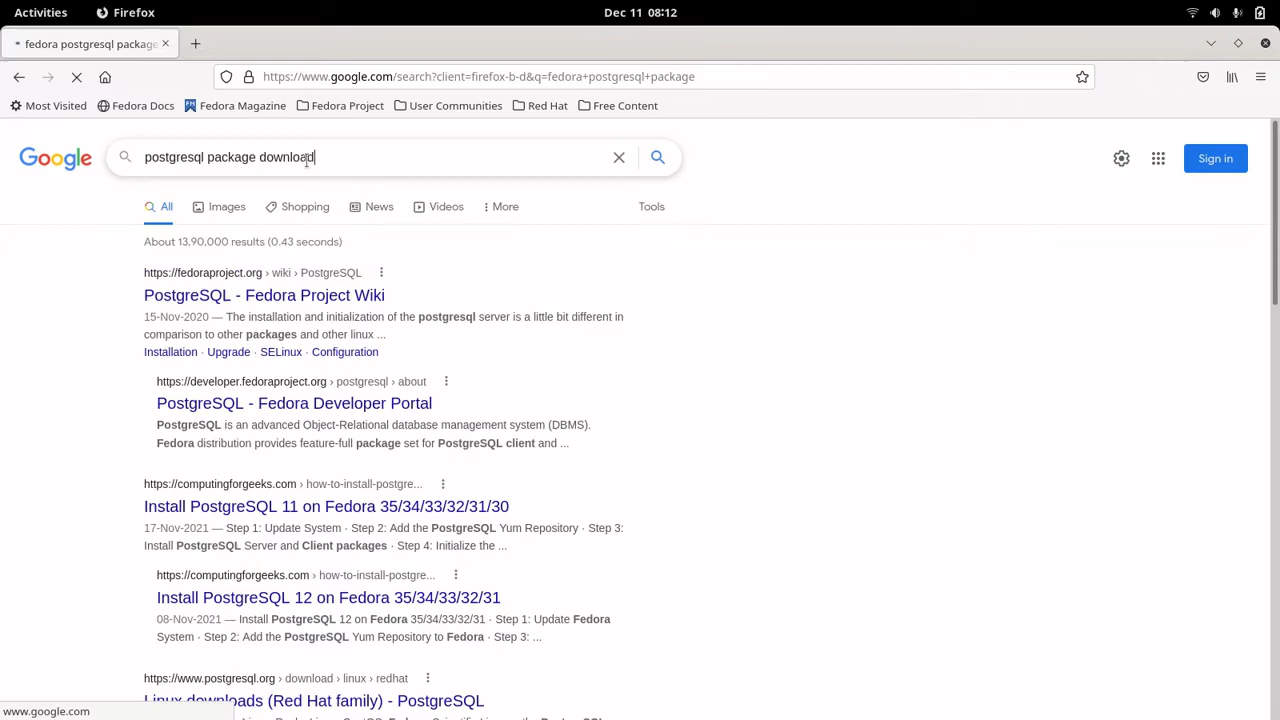 Activities
Firefox
Dec 11 08:12
fedora postgresql package
https://www.google.com/search?client=firefox-b-d&q=fedora+postgresql+package
Most Visited
Fedora Docs
Fedora Magazine
Fedora Project
User Communities
Red Hat
Free Content
Google
postgresql package download
Sign in
All
Images
Shopping
News
Videos
More
Tools
About 13,90,000 results (0.43 seconds)
https://fedoraproject.org › wiki › PostgreSQL
PostgreSQL - Fedora Project Wiki
15-Nov-2020 — The installation and initialization of the postgresql server is a little bit different in
comparison to other packages and other linux ...
Installation · Upgrade · SELinux · Configuration
https://developer.fedoraproject.org › postgresql › about
PostgreSQL - Fedora Developer Portal
PostgreSQL is an advanced Object-Relational database management system (DBMS).
Fedora distribution provides feature-full package set for PostgreSQL client and ...
https://computingforgeeks.com › how-to-install-postgre...
Install PostgreSQL 11 on Fedora 35/34/33/32/31/30
17-Nov-2021 — Step 1: Update System · Step 2: Add the PostgreSQL Yum Repository · Step 3:
Install PostgreSQL Server and Client packages · Step 4: Initialize the ...
https://computingforgeeks.com › how-to-install-postgre...
Install PostgreSQL 12 on Fedora 35/34/33/32/31
08-Nov-2021 — Install PostgreSQL 12 on Fedora 35/34/33/32/31 · Step 1: Update Fedora
System · Step 2: Add the PostgreSQL Yum Repository to Fedora · Step 3: ...
https://www.postgresql.org › download › linux › redhat
Linux downloads (Red Hat family) - PostgreSQL
www.google.com